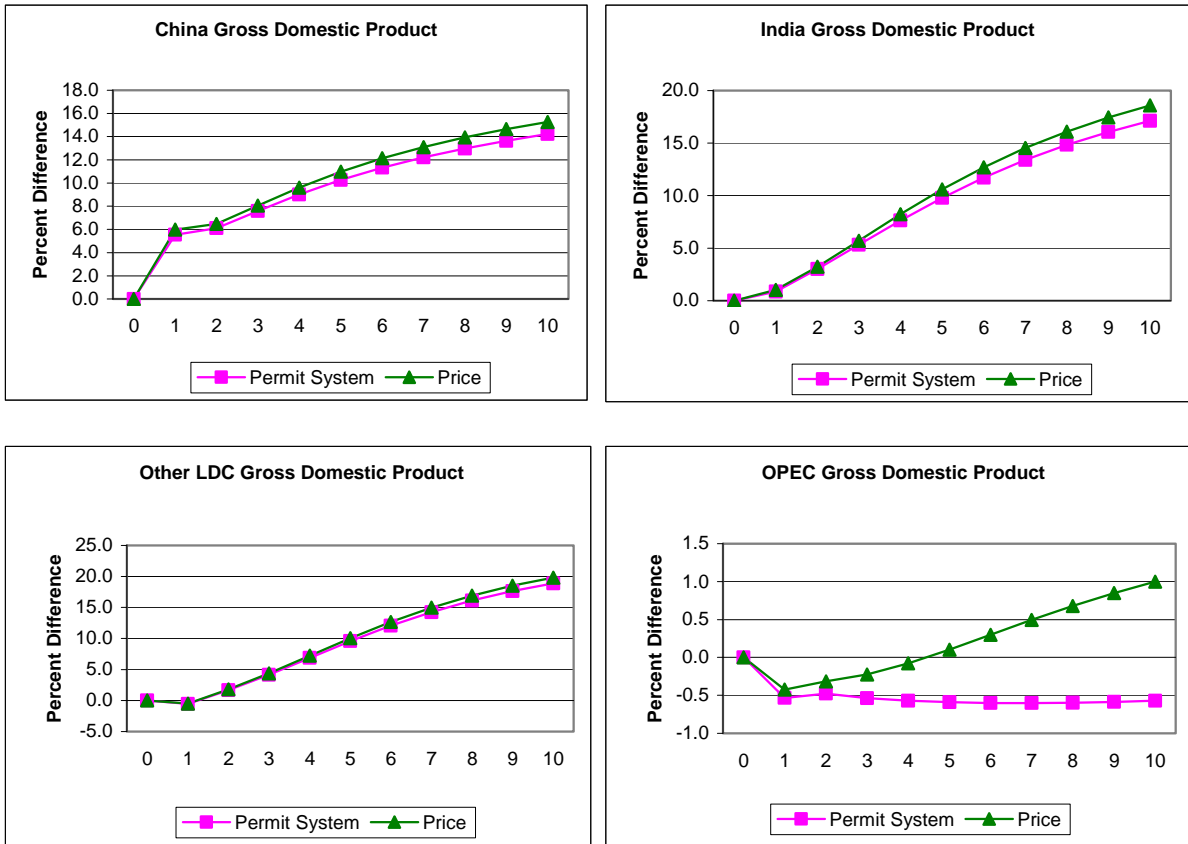 China Gross Domestic Product
Percent Difference
18.0
16.0
14.0
12.0
10.0
8.0
6.0
4.0
2.0
0.0
0 1 2 3 4 5 6 7 8 9 10
Permit System Price
India Gross Domestic Product
Percent Difference
20.0
15.0
10.0
5.0
0.0
0 1 2 3 4 5 6 7 8 9 10
Permit System Price
Other LDC Gross Domestic Product
Percent Difference
25.0
20.0
15.0
10.0
5.0
0.0
-5.0
0 1 2 3 4 5 6 7 8 9 10
Permit System Price
OPEC Gross Domestic Product
Percent Difference
1.5
1.0
0.5
0.0
-0.5
-1.0
0 1 2 3 4 5 6 7 8 9 10
Permit System Price